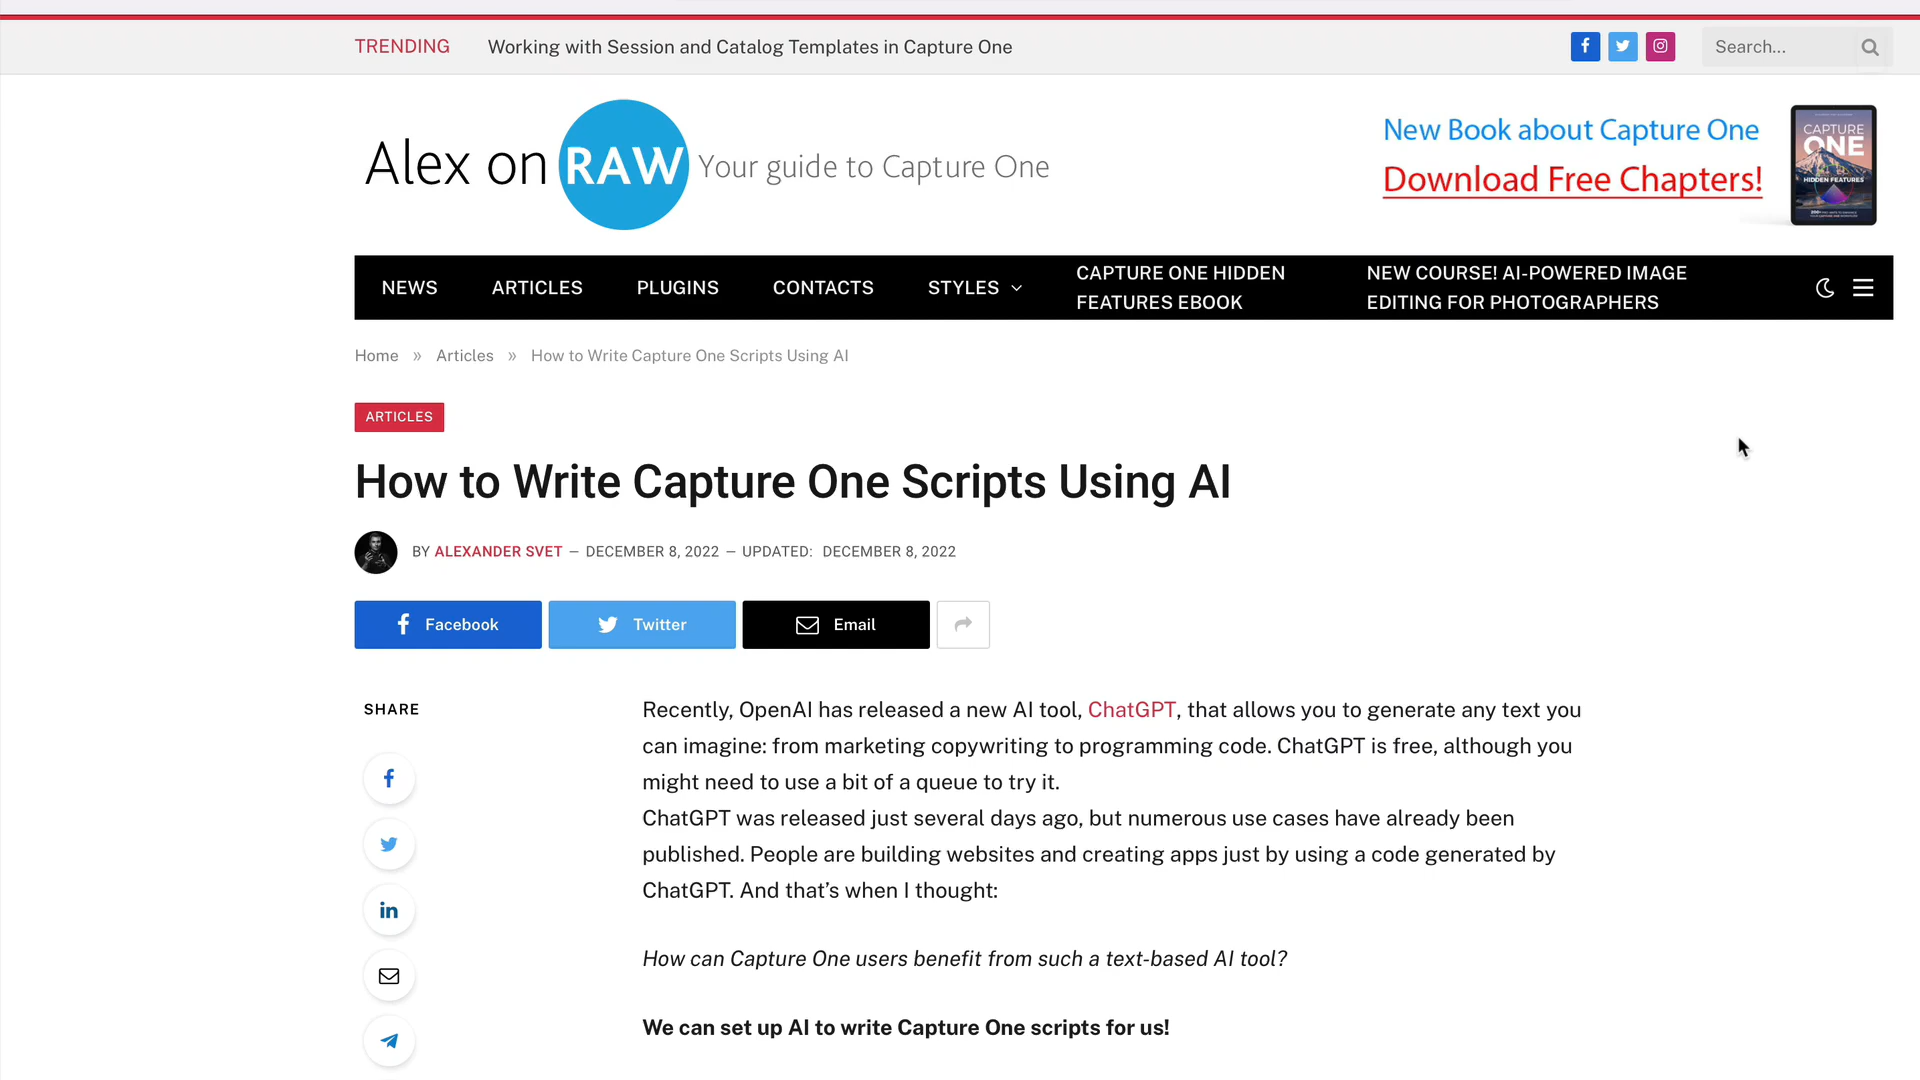 TRENDING Working with Session and Catalog Templates in Capture One Search...
Alex on RAW Your guide to Capture One
New Book about Capture One
Download Free Chapters!
CAPTURE
ONE
HIDDEN FEATURES
NEWS ARTICLES PLUGINS CONTACTS STYLES
CAPTURE ONE HIDDEN
FEATURES EBOOK
NEW COURSE! AI-POWERED IMAGE
EDITING FOR PHOTOGRAPHERS
Home » Articles » How to Write Capture One Scripts Using AI
ARTICLES
How to Write Capture One Scripts Using AI
BY ALEXANDER SVET — DECEMBER 8, 2022 — UPDATED: DECEMBER 8, 2022
Facebook Twitter Email
SHARE
Recently, OpenAI has released a new AI tool, ChatGPT, that allows you to generate any text you
can imagine: from marketing copywriting to programming code. ChatGPT is free, although you
might need to use a bit of a queue to try it.
ChatGPT was released just several days ago, but numerous use cases have already been
published. People are building websites and creating apps just by using a code generated by
ChatGPT. And that’s when I thought:
How can Capture One users benefit from such a text-based AI tool?
We can set up AI to write Capture One scripts for us!